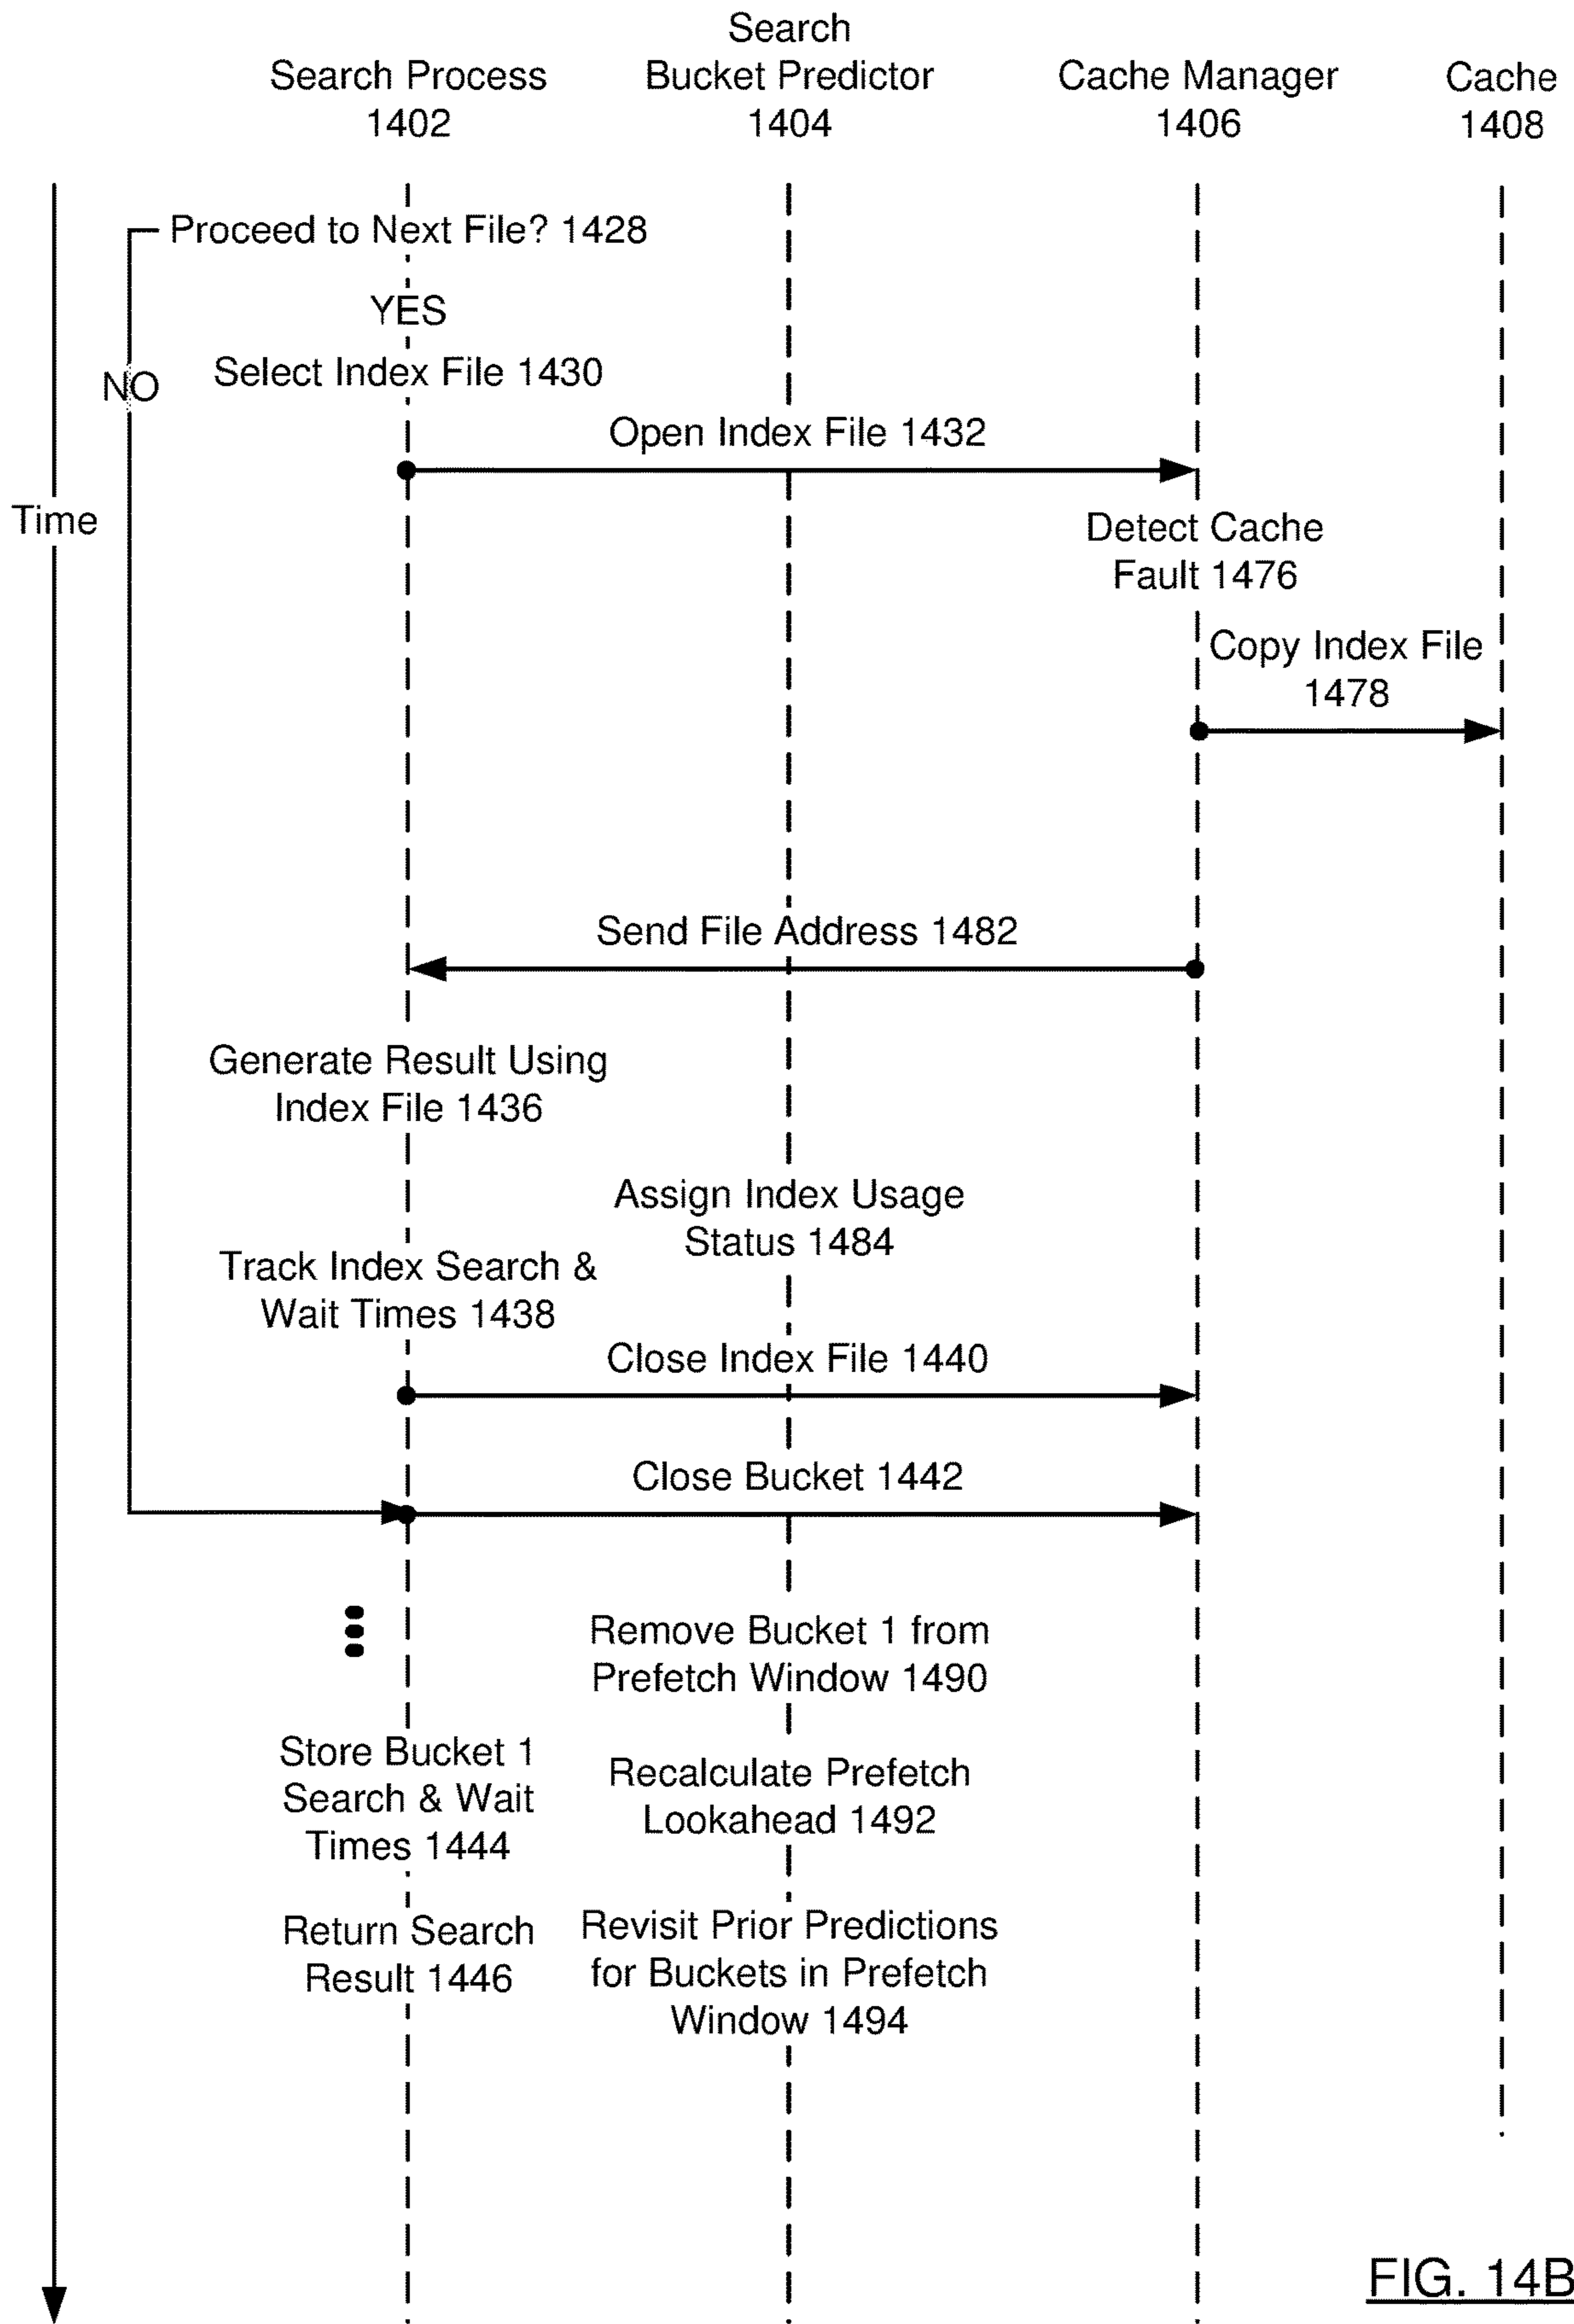 Search Process
1402
Search
Bucket Predictor
1404
Cache Manager
1406
Cache
1408
Proceed to Next File? 1428
YES
NO
Select Index File 1430
Open Index File 1432
Time
Detect Cache
Fault 1476
Copy Index File
1478
Send File Address 1482
Generate Result Using
Index File 1436
Assign Index Usage
Status 1484
Track Index Search &
Wait Times 1438
Close Index File 1440
Close Bucket 1442
Remove Bucket 1 from
Prefetch Window 1490
Store Bucket 1
Search & Wait
Times 1444
Recalculate Prefetch
Lookahead 1492
Return Search
Result 1446
Revisit Prior Predictions
for Buckets in Prefetch
Window 1494
FIG. 14B